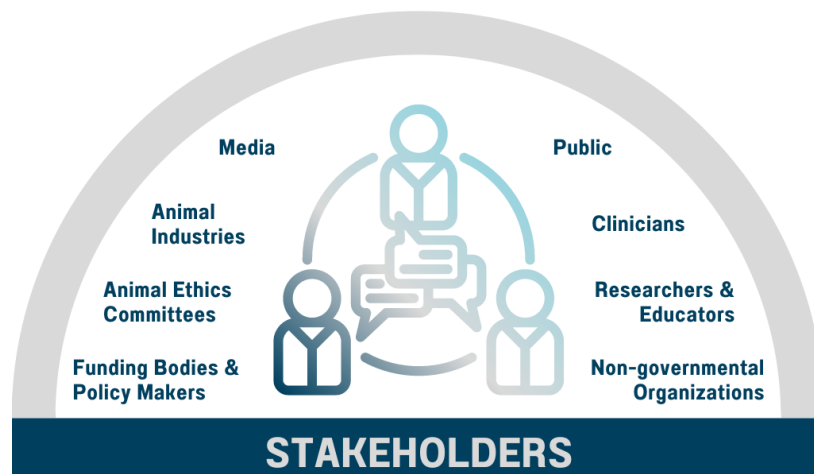 Media
Public
Animal
Industries
Clinicians
Animal Ethics
Committees
Researchers &
Educators
Funding Bodies &
Policy Makers
Non-governmental
Organizations
STAKEHOLDERS